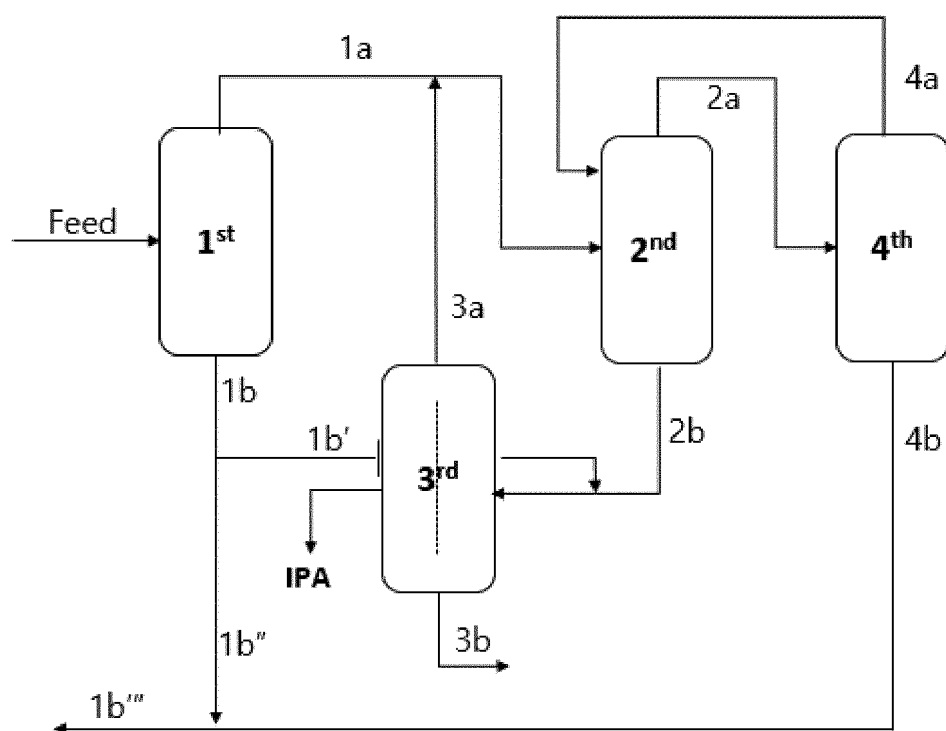 1a
4a
2a
Feed
1st
2nd
4th
3a
1b
1b′
2b
4b
3rd
IPA
1b″
3b
1b‴